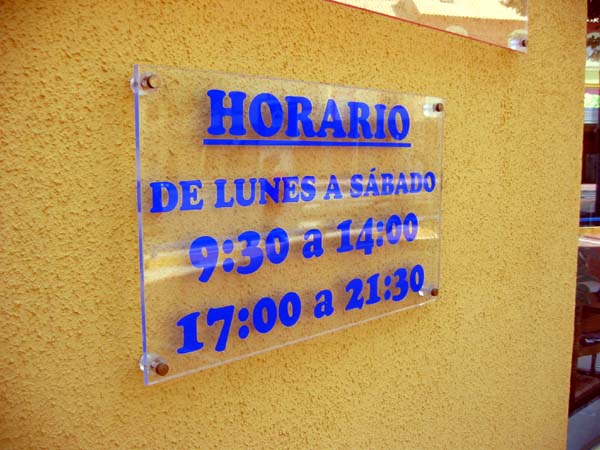 HORARIO
DE LUNES A SÁBADO
9:30 a 14:00
17:00 a 21:30